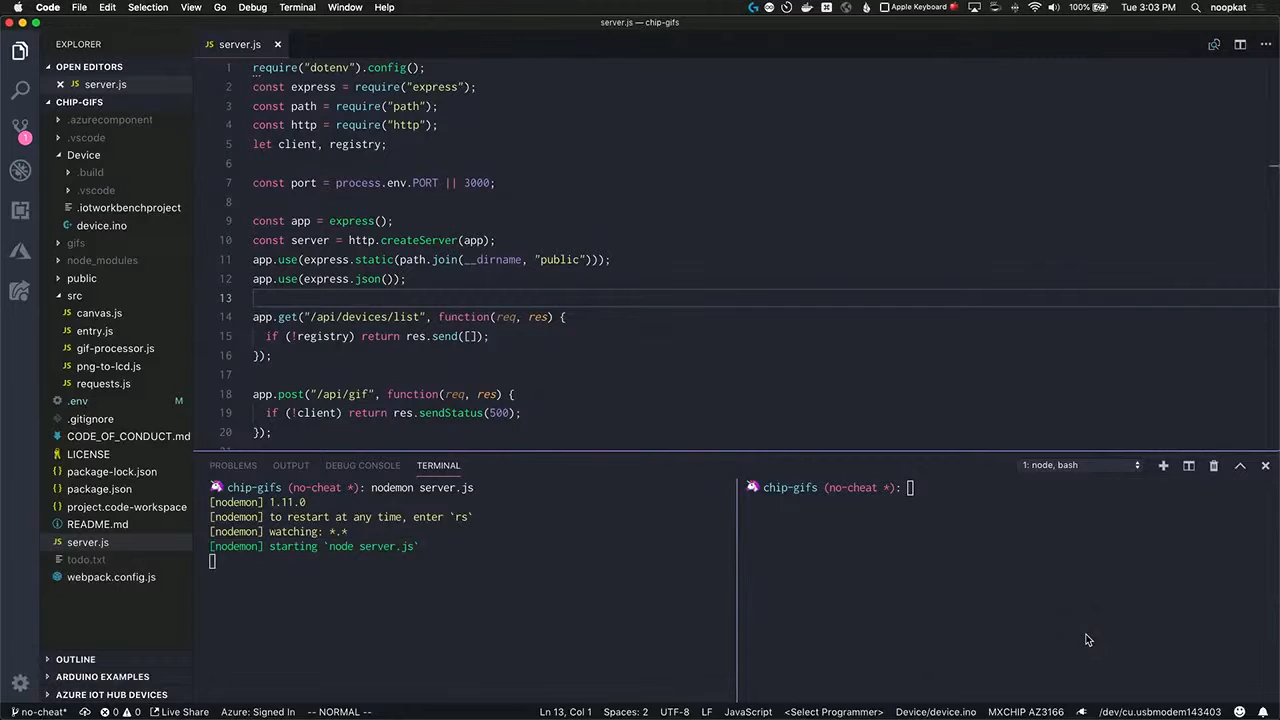 Code File Edit Selection View Go Debug Terminal Window Help
Apple Keyboard 100% Tue 3:03 PM noopkat
server.js — chip-gifs
EXPLORER
OPEN EDITORS
JS server.js
CHIP-GIFS
.azurecomponent
.vscode
Device
.build
.vscode
.iotworkbenchproject
device.ino
gifs
node_modules
public
src
JS canvas.js
JS entry.js
JS gif-processor.js
JS png-to-lcd.js
JS requests.js
.env M
.gitignore
CODE_OF_CONDUCT.md
LICENSE
package-lock.json
package.json
project.code-workspace
README.md
JS server.js
todo.txt
webpack.config.js
OUTLINE
ARDUINO EXAMPLES
AZURE IOT HUB DEVICES
1
JS server.js
1 require("dotenv").config();
2 const express = require("express");
3 const path = require("path");
4 const http = require("http");
5 let client, registry;
6
7 const port = process.env.PORT || 3000;
8
9 const app = express();
10 const server = http.createServer(app);
11 app.use(express.static(path.join(__dirname, "public")));
12 app.use(express.json());
13
14 app.get("/api/devices/list", function(req, res) {
15 if (!registry) return res.send([]);
16 });
17
18 app.post("/api/gif", function(req, res) {
19 if (!client) return res.sendStatus(500);
20 });
PROBLEMS OUTPUT DEBUG CONSOLE TERMINAL 1: node, bash
chip-gifs (no-cheat *): nodemon server.js
[nodemon] 1.11.0
[nodemon] to restart at any time, enter `rs`
[nodemon] watching: *.*
[nodemon] starting `node server.js`
chip-gifs (no-cheat *):
no-cheat* 0 0 Live Share Azure: Signed In -- NORMAL -- Ln 13, Col 1 Spaces: 2 UTF-8 LF JavaScript <Select Programmer> Device/device.ino MXCHIP AZ3166 /dev/cu.usbmodem143403